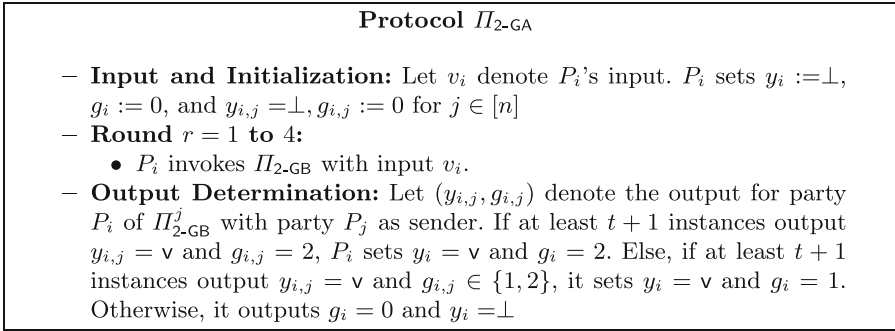 Protocol Π2-GA
– Input and Initialization: Let vi denote Pi's input. Pi sets yi :=⊥,
gi := 0, and yi,j =⊥, gi,j := 0 for j ∈ [n]
– Round r = 1 to 4:
• Pi invokes Π2-GB with input vi.
– Output Determination: Let (yi,j, gi,j) denote the output for party
Pi of Π^j_2-GB with party Pj as sender. If at least t + 1 instances output
yi,j = v and gi,j = 2, Pi sets yi = v and gi = 2. Else, if at least t + 1
instances output yi,j = v and gi,j ∈ {1, 2}, it sets yi = v and gi = 1.
Otherwise, it outputs gi = 0 and yi =⊥